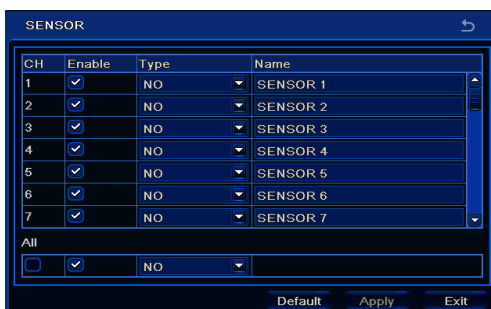 SENSOR
CH Enable Type Name
1 NO SENSOR 1
2 NO SENSOR 2
3 NO SENSOR 3
4 NO SENSOR 4
5 NO SENSOR 5
6 NO SENSOR 6
7 NO SENSOR 7
All
NO
Default Apply Exit